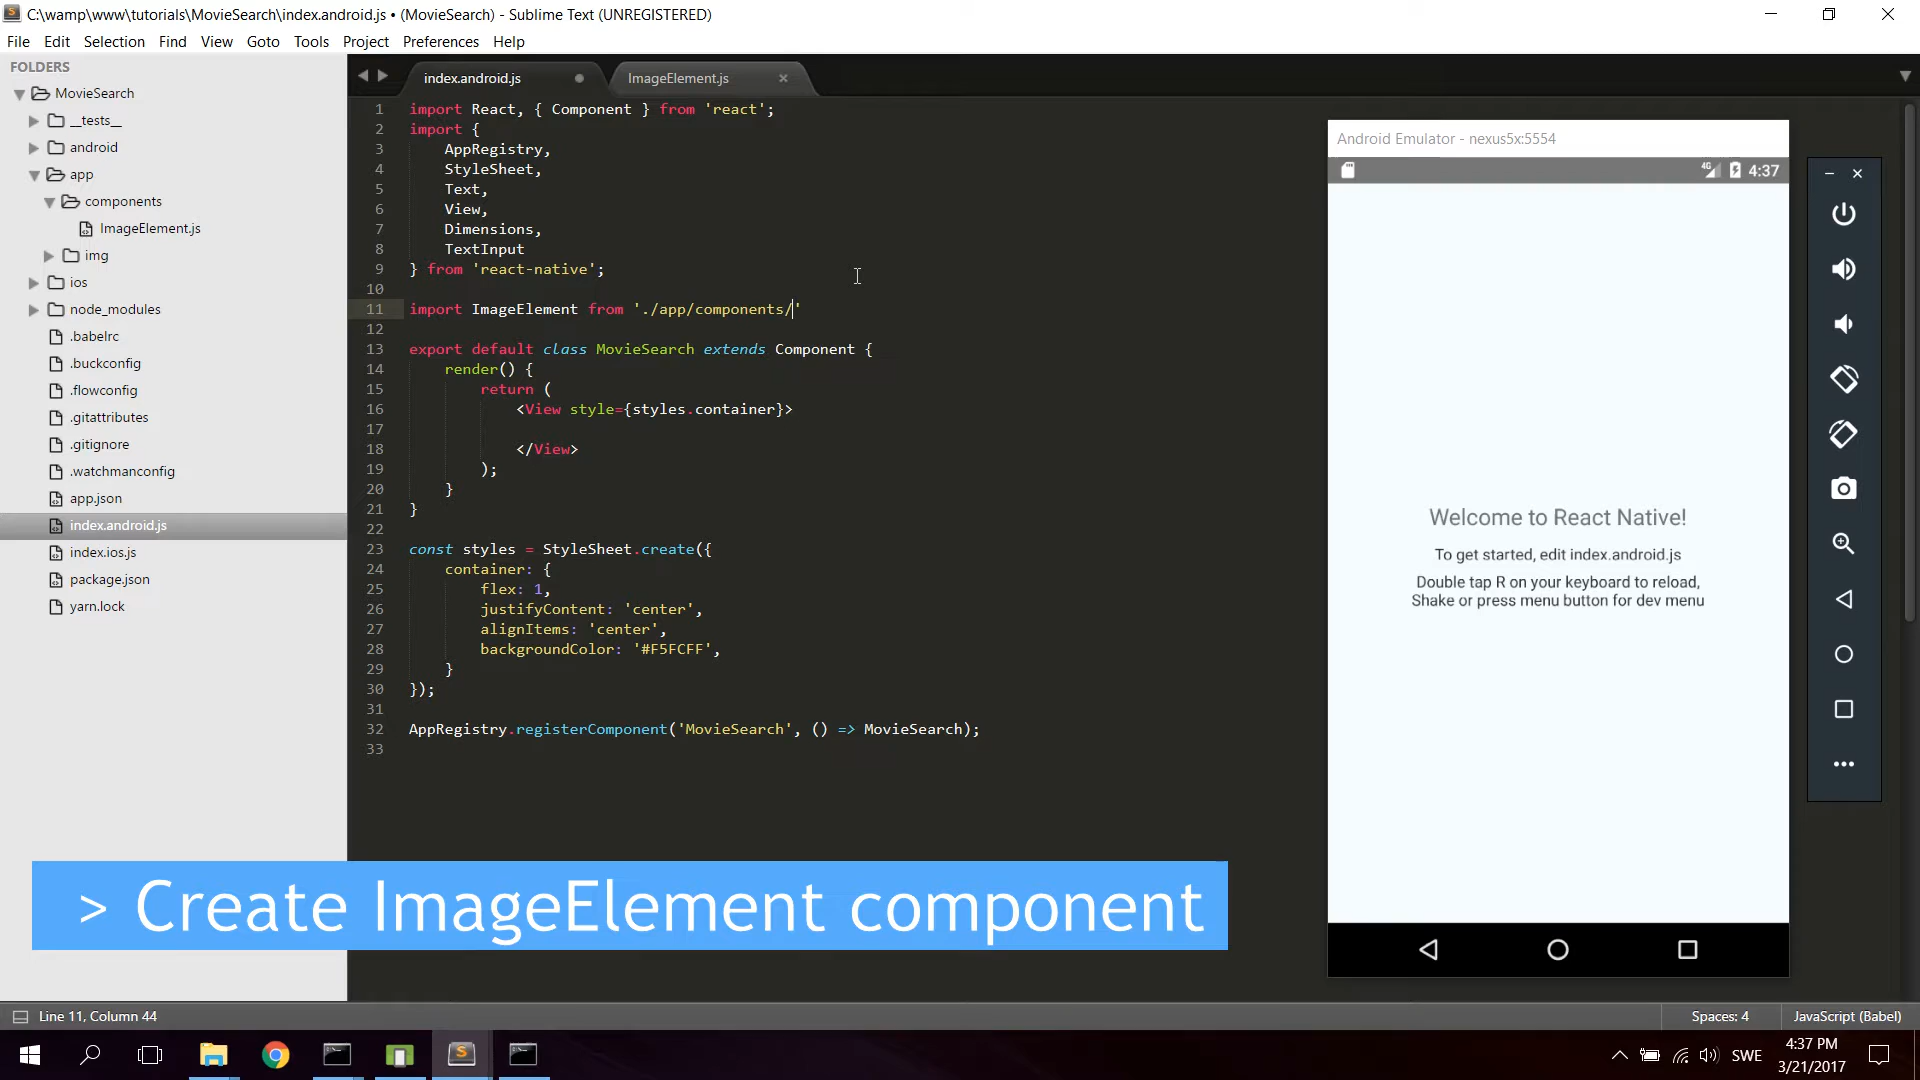 C:\wamp\www\tutorials\MovieSearch\index.android.js • (MovieSearch) - Sublime Text (UNREGISTERED)
File Edit Selection Find View Goto Tools Project Preferences Help
FOLDERS
MovieSearch
__tests__
android
app
components
ImageElement.js
img
ios
node_modules
.babelrc
.buckconfig
.flowconfig
.gitattributes
.gitignore
.watchmanconfig
app.json
index.android.js
index.ios.js
package.json
yarn.lock
index.android.js
ImageElement.js
1 import React, { Component } from 'react';
2 import {
3 AppRegistry,
4 StyleSheet,
5 Text,
6 View,
7 Dimensions,
8 TextInput
9 } from 'react-native';
10
11 import ImageElement from './app/components/'
12
13 export default class MovieSearch extends Component {
14 render() {
15 return (
16 <View style={styles.container}>
17
18 </View>
19 );
20 }
21 }
22
23 const styles = StyleSheet.create({
24 container: {
25 flex: 1,
26 justifyContent: 'center',
27 alignItems: 'center',
28 backgroundColor: '#F5FCFF',
29 }
30 });
31
32 AppRegistry.registerComponent('MovieSearch', () => MovieSearch);
33
Android Emulator - nexus5x:5554
4G 4:37
Welcome to React Native!
To get started, edit index.android.js
Double tap R on your keyboard to reload,
Shake or press menu button for dev menu
> Create ImageElement component
Line 11, Column 44
Spaces: 4
JavaScript (Babel)
SWE
4:37 PM
3/21/2017